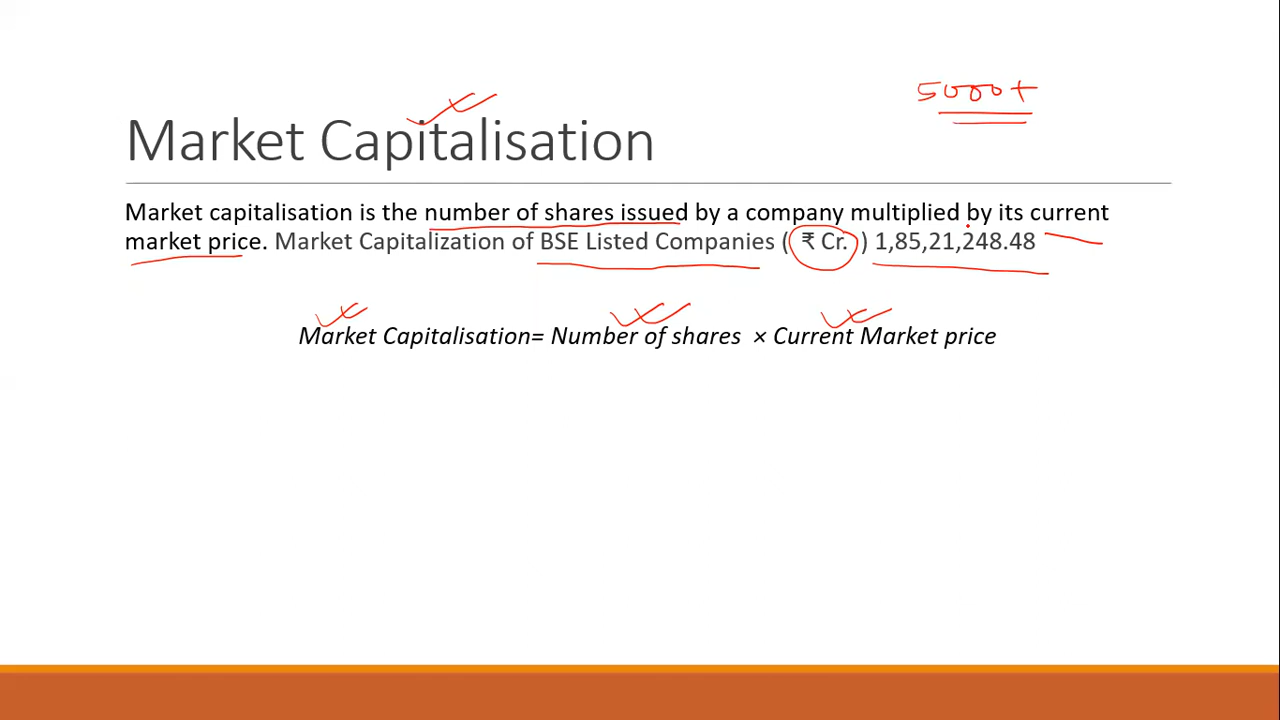 5000+
Market Capitalisation
Market capitalisation is the number of shares issued by a company multiplied by its current
market price. Market Capitalization of BSE Listed Companies ( ₹ Cr. ) 1,85,21,248.48
Market Capitalisation= Number of shares × Current Market price